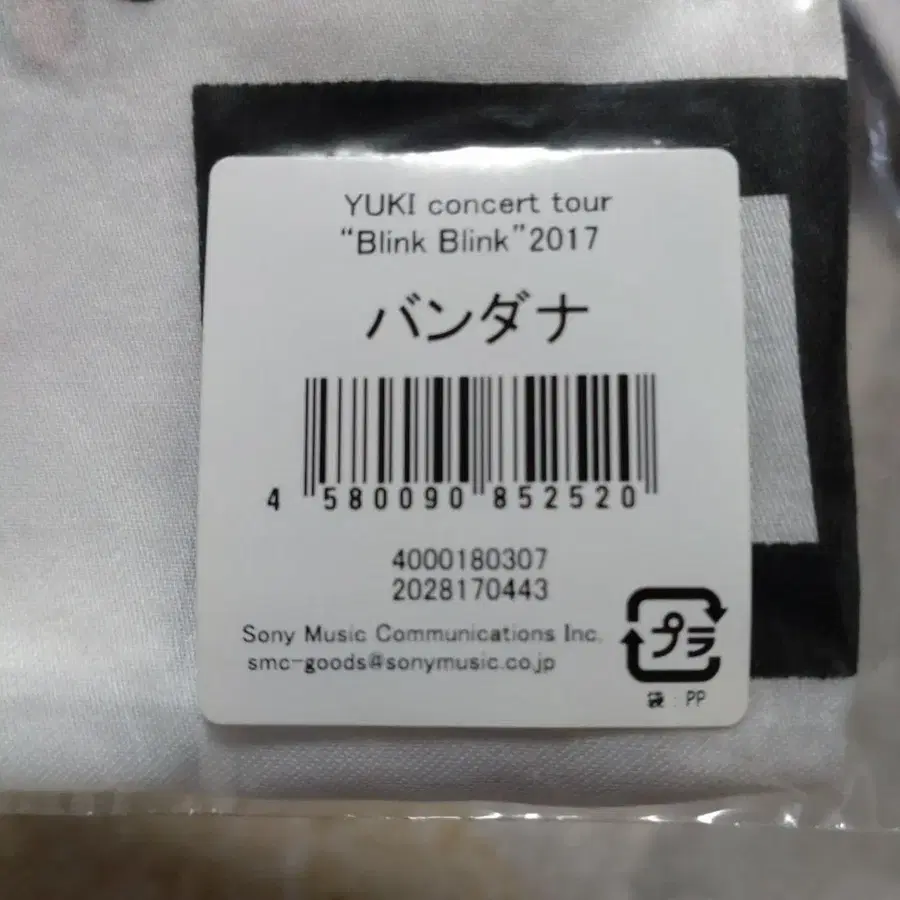 YUKI concert tour
“Blink Blink”2017
バンダナ
4 580090 852520
4000180307
2028170443
Sony Music Communications Inc.
smc-goods@sonymusic.co.jp
プラ
袋：PP